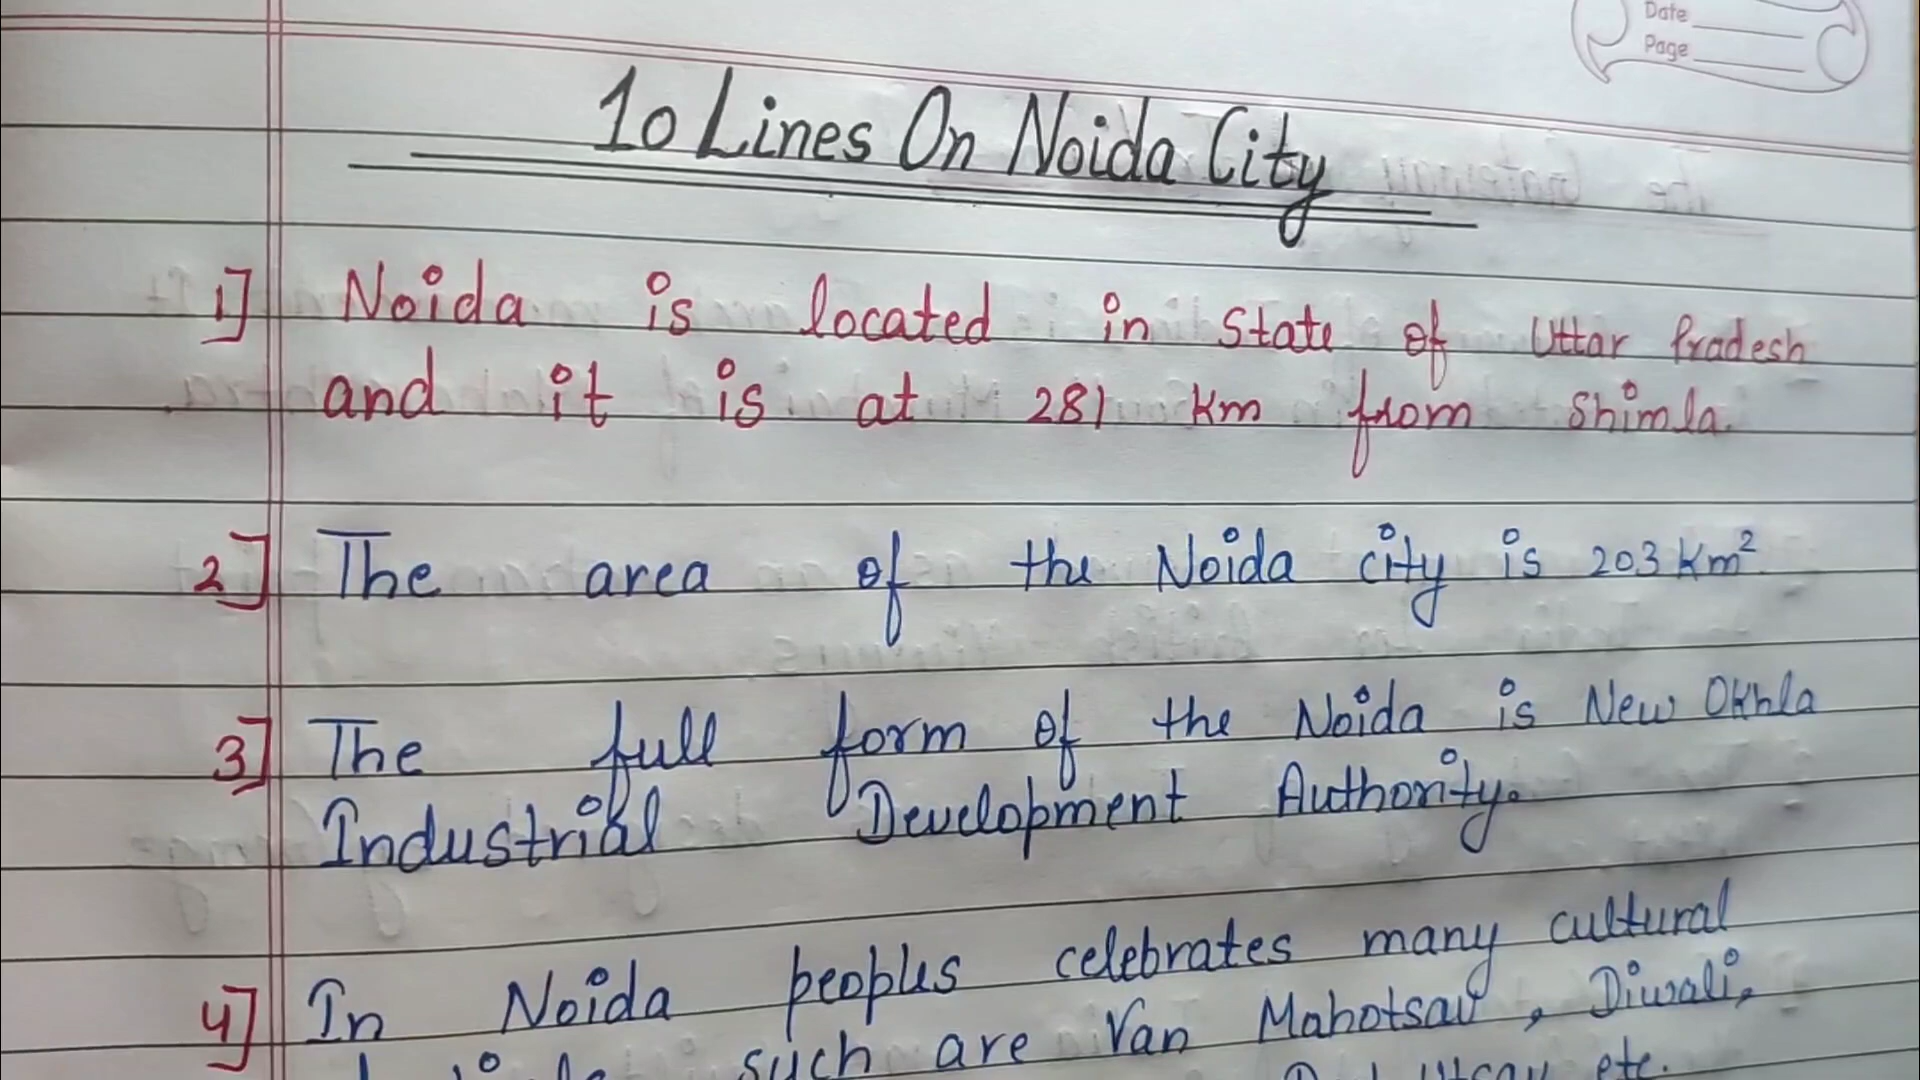 Date
Page
10 Lines On Noida City
1] Noida is located in State of Uttar Pradesh
and it is at 281 Km from Shimla.
2] The area of the Noida city is 203 Km²
3] The full form of the Noida is New Okhla
Industrial Development Authority.
4] In Noida peoples celebrates many cultural
such are Van Mahotsav, Diwali,
etc.